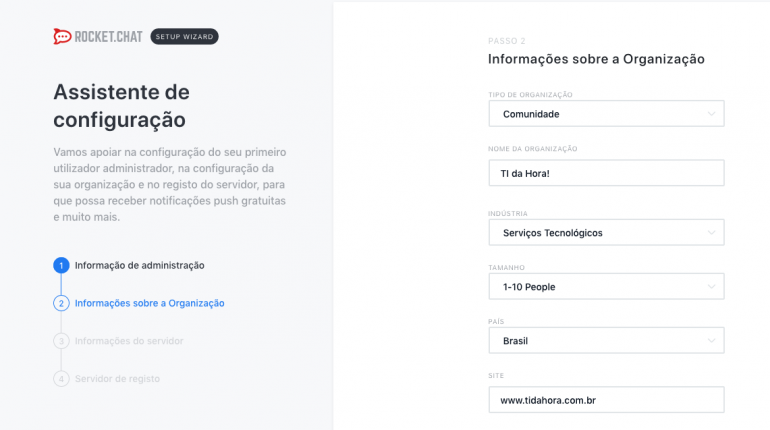 ROCKET.CHAT SETUP WIZARD
Assistente de
configuração
Vamos apoiar na configuração do seu primeiro
utilizador administrador, na configuração da
sua organização e no registo do servidor, para
que possa receber notificações push gratuitas
e muito mais.
1 Informação de administração
2 Informações sobre a Organização
3 Informações do servidor
4 Servidor de registo
PASSO 2
Informações sobre a Organização
TIPO DE ORGANIZAÇÃO
Comunidade
NOME DA ORGANIZAÇÃO
TI da Hora!
INDÚSTRIA
Serviços Tecnológicos
TAMANHO
1-10 People
PAÍS
Brasil
SITE
www.tidahora.com.br